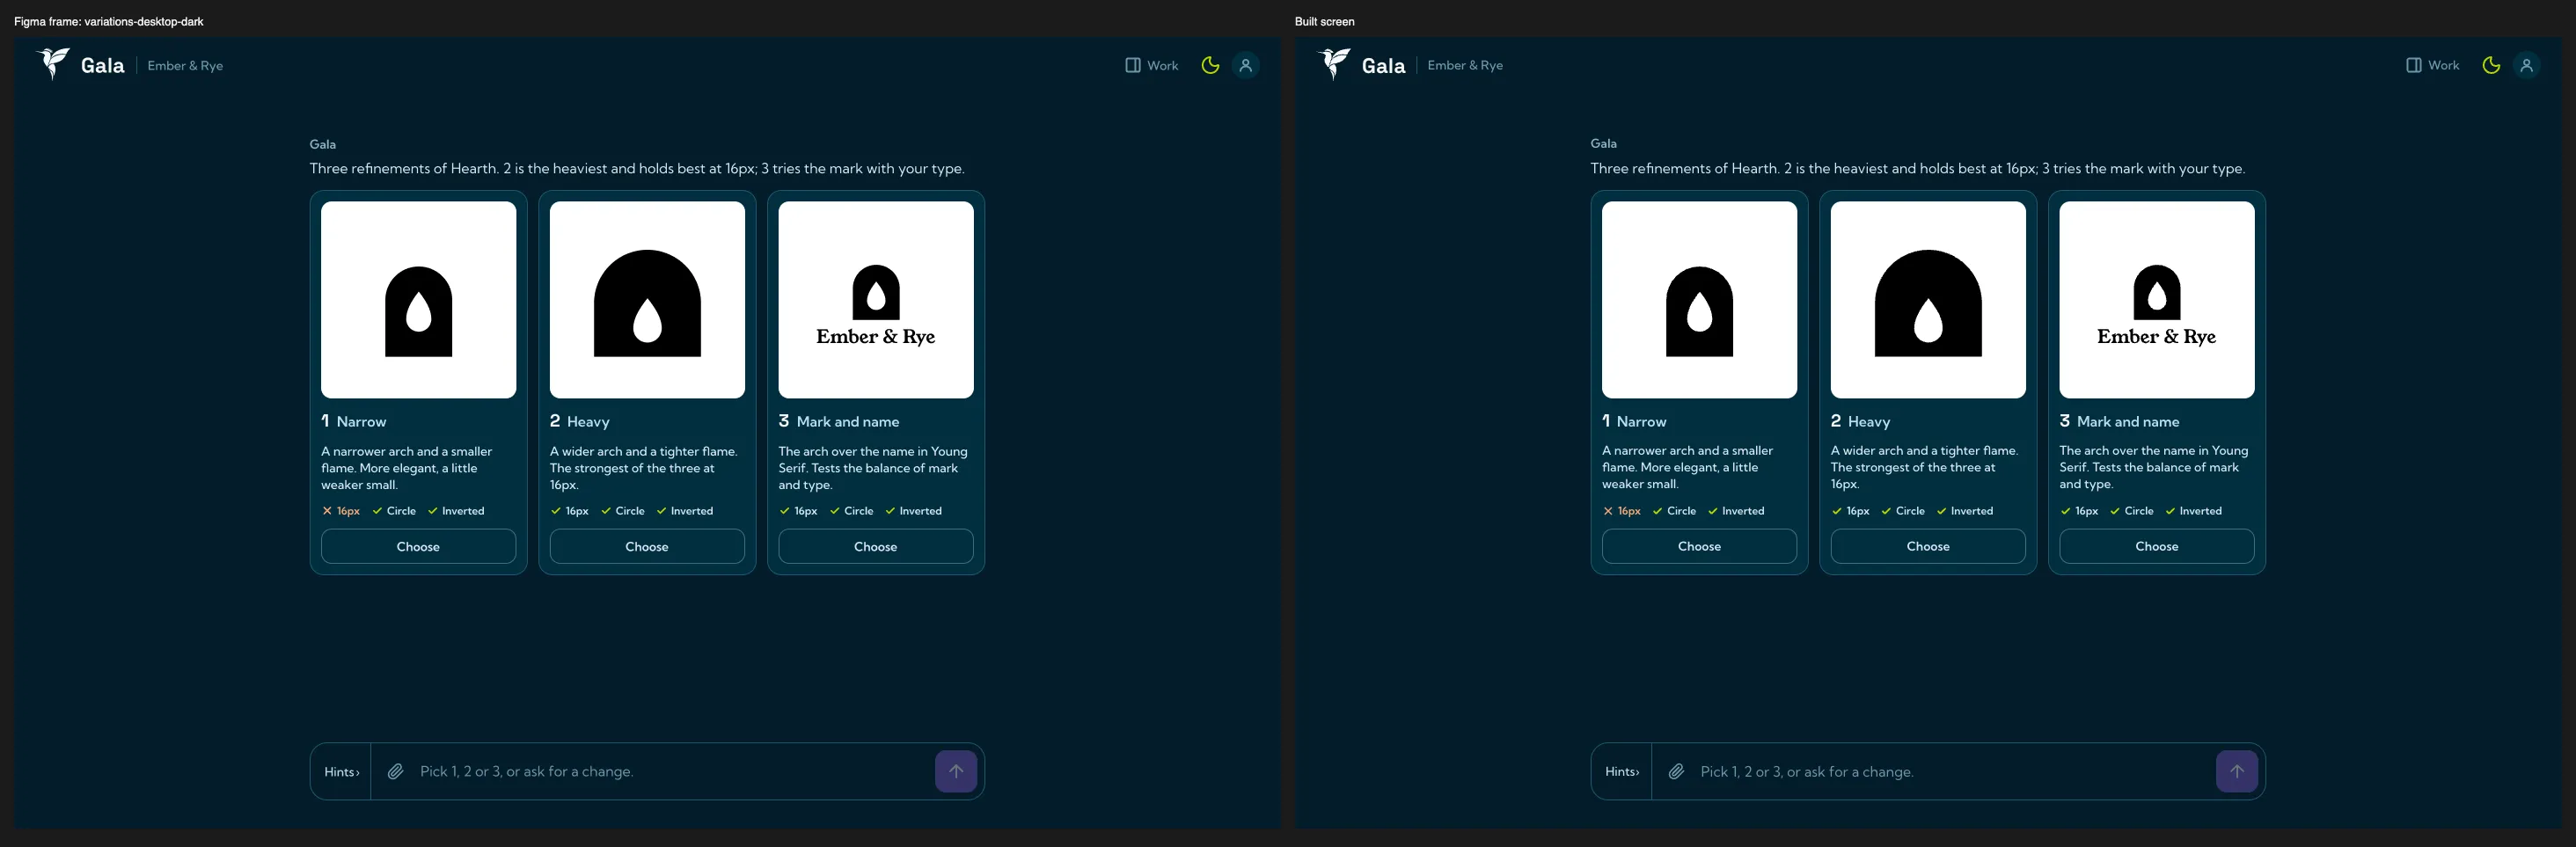 Figma frame: variations-desktop-dark
Gala
Ember & Rye
Work
Gala
Three refinements of Hearth. 2 is the heaviest and holds best at 16px; 3 tries the mark with your type.
Ember & Rye
1 Narrow
A narrower arch and a smaller
flame. More elegant, a little
weaker small.
16px Circle Inverted
Choose
2 Heavy
A wider arch and a tighter flame.
The strongest of the three at
16px.
16px Circle Inverted
Choose
3 Mark and name
The arch over the name in Young
Serif. Tests the balance of mark
and type.
16px Circle Inverted
Choose
Hints›
Pick 1, 2 or 3, or ask for a change.
Built screen
Gala
Ember & Rye
Work
Gala
Three refinements of Hearth. 2 is the heaviest and holds best at 16px; 3 tries the mark with your type.
Ember & Rye
1 Narrow
A narrower arch and a smaller
flame. More elegant, a little
weaker small.
16px Circle Inverted
Choose
2 Heavy
A wider arch and a tighter flame.
The strongest of the three at
16px.
16px Circle Inverted
Choose
3 Mark and name
The arch over the name in Young
Serif. Tests the balance of mark
and type.
16px Circle Inverted
Choose
Hints›
Pick 1, 2 or 3, or ask for a change.